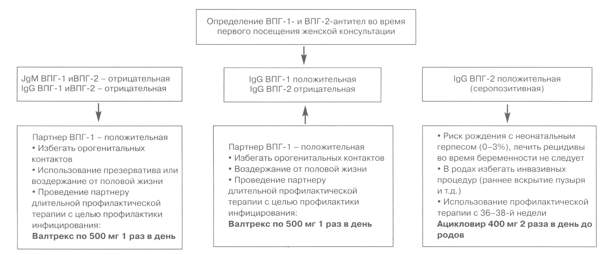 Определение ВПГ-1- и ВПГ-2-антител во время
первого посещения женской консультации
JgM ВПГ-1 иВПГ-2 – отрицательная
IgG ВПГ-1 иВПГ-2 – отрицательная
IgG ВПГ-1 положительная
IgG ВПГ-2 отрицательная
IgG ВПГ-2 положительная
(серопозитивная)
Партнер ВПГ-1 – положительная
• Избегать орогенитальных
контактов
• Использование презерватива или
воздержание от половой жизни
• Проведение партнеру
длительной профилактической
терапии с целью профилактики
инфицирования:
Валтрекс по 500 мг 1 раз в день
Партнер ВПГ-1 – положительная
• Избегать орогенитальных контактов
• Воздержание от половой жизни
• Проведение партнеру
длительной профилактической
терапии с целью профилактики
инфицирования:
Валтрекс по 500 мг 1 раз в день
• Риск рождения с неонатальным
герпесом (0–3%), лечить рецидивы
во время беременности не следует
• В родах избегать инвазивных
процедур (раннее вскрытие пузыря
и т.д.)
• Использование профилактической
терапии с 36–38-й недели
Ацикловир 400 мг 2 раза в день до
родов